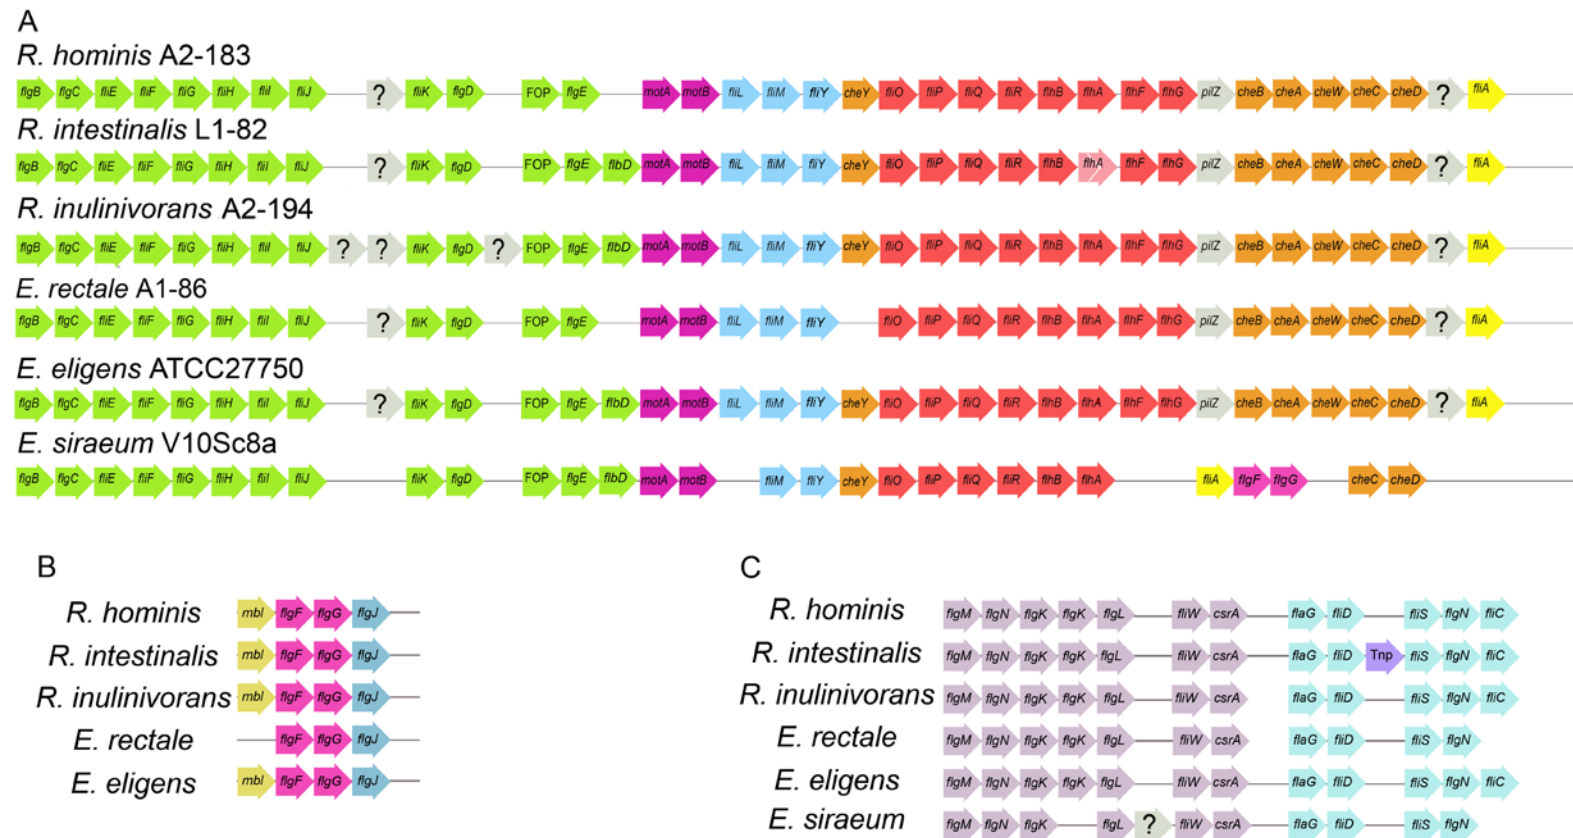 A
R. hominis A2-183
flgB flgC fliE fliF fliG fliH fliI fliJ ? fliK flgD FOP flgE motA motB fliL fliM fliY cheY fliO fliP fliQ fliR flhB flhA flhF flhG pilZ cheB cheA cheW cheC cheD ? fliA
R. intestinalis L1-82
flgB flgC fliE fliF fliG fliH fliI fliJ ? fliK flgD FOP flgE flbD motA motB fliL fliM fliY cheY fliO fliP fliQ fliR flhB flhA flhF flhG pilZ cheB cheA cheW cheC cheD ? fliA
R. inulinivorans A2-194
flgB flgC fliE fliF fliG fliH fliI fliJ ? ? fliK flgD ? FOP flgE flbD motA motB fliL fliM fliY cheY fliO fliP fliQ fliR flhB flhA flhF flhG pilZ cheB cheA cheW cheC cheD ? fliA
E. rectale A1-86
flgB flgC fliE fliF fliG fliH fliI fliJ ? fliK flgD FOP flgE motA motB fliL fliM fliY fliO fliP fliQ fliR flhB flhA flhF flhG pilZ cheB cheA cheW cheC cheD ? fliA
E. eligens ATCC27750
flgB flgC fliE fliF fliG fliH fliI fliJ ? fliK flgD FOP flgE flbD motA motB fliL fliM fliY cheY fliO fliP fliQ fliR flhB flhA flhF flhG pilZ cheB cheA cheW cheC cheD ? fliA
E. siraeum V10Sc8a
flgB flgC fliE fliF fliG fliH fliI fliJ fliK flgD FOP flgE flbD motA motB fliM fliY cheY fliO fliP fliQ fliR flhB flhA fliA flgF flgG cheC cheD
B
R. hominis mbl flgF flgG flgJ
R. intestinalis mbl flgF flgG flgJ
R. inulinivorans mbl flgF flgG flgJ
E. rectale flgF flgG flgJ
E. eligens mbl flgF flgG flgJ
C
R. hominis flgM flgN flgK flgK flgL fliW csrA flaG fliD fliS flgN fliC
R. intestinalis flgM flgN flgK flgK flgL fliW csrA flaG fliD Tnp fliS flgN fliC
R. inulinivorans flgM flgN flgK flgK flgL fliW csrA flaG fliD fliS flgN fliC
E. rectale flgM flgN flgK flgK flgL fliW csrA flaG fliD fliS flgN
E. eligens flgM flgN flgK flgK flgL fliW csrA flaG fliD fliS flgN fliC
E. siraeum flgM flgN flgK flgL ? fliW csrA flaG fliD fliS flgN